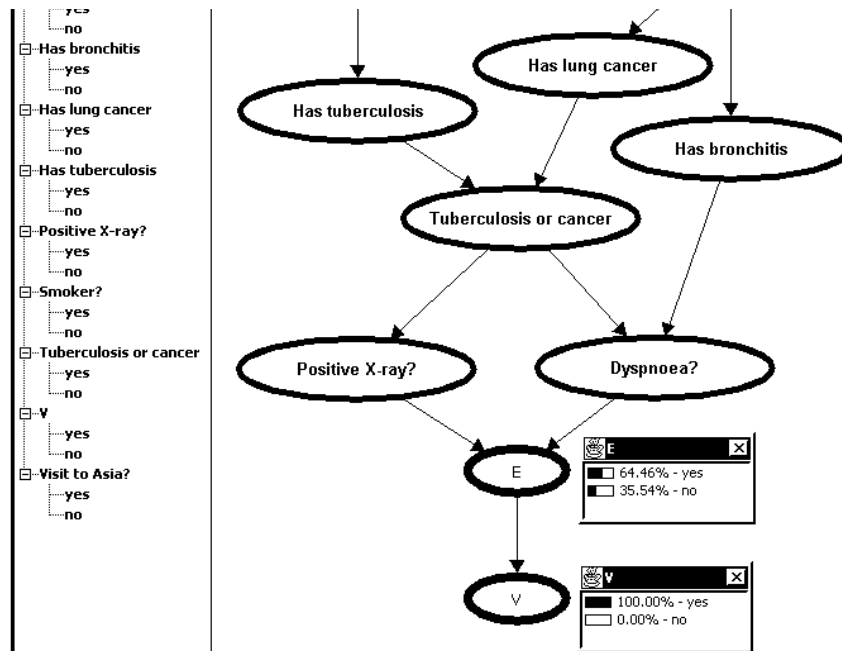 yes
no
Has bronchitis
yes
no
Has lung cancer
yes
no
Has tuberculosis
yes
no
Positive X-ray?
yes
no
Smoker?
yes
no
Tuberculosis or cancer
yes
no
V
yes
no
Visit to Asia?
yes
no
Has lung cancer
Has tuberculosis
Has bronchitis
Tuberculosis or cancer
Positive X-ray?
Dyspnoea?
E
E
64.46% - yes
35.54% - no
V
V
100.00% - yes
0.00% - no